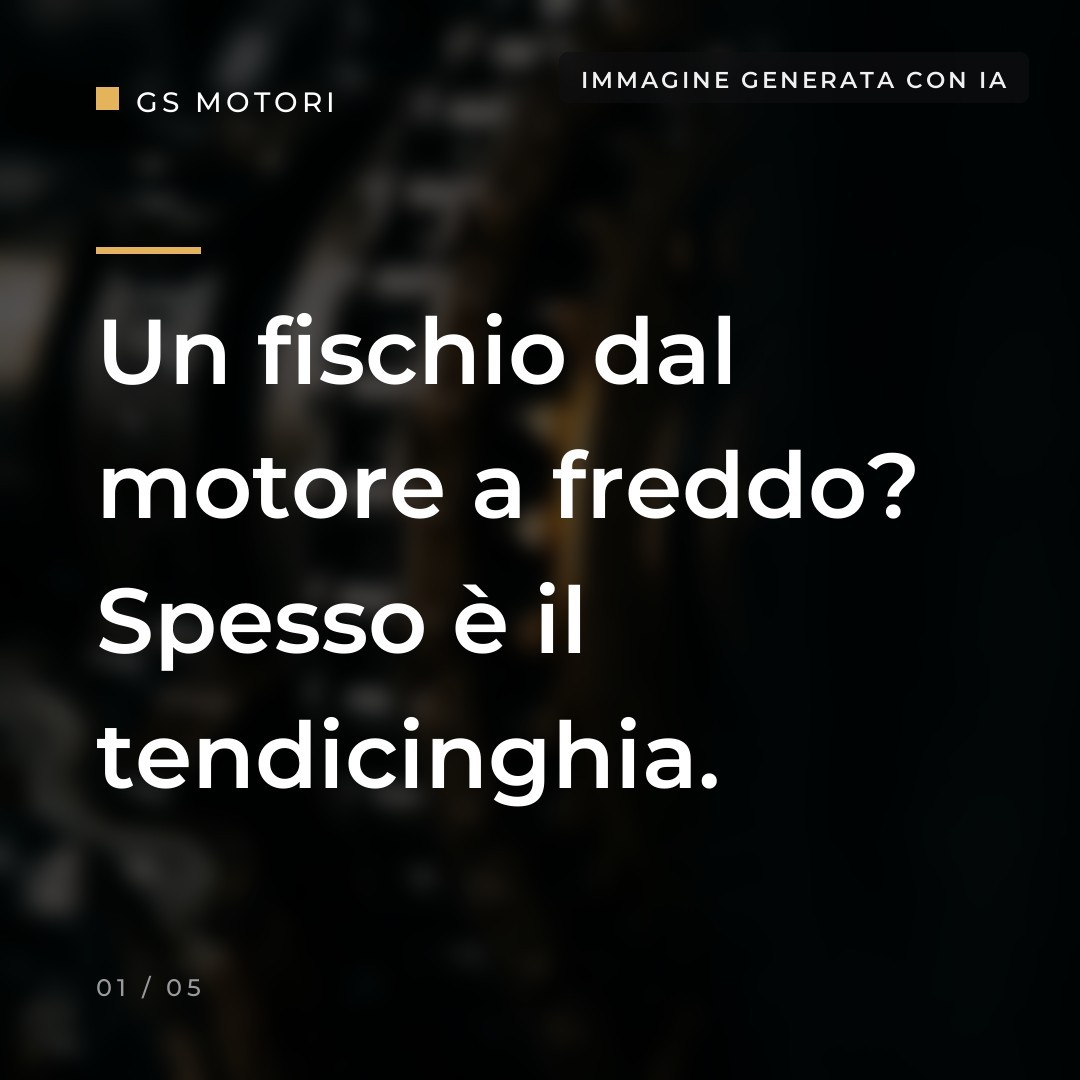 IMMAGINE GENERATA CON IA
GS MOTORI
Un fischio dal
motore a freddo?
Spesso è il
tendicinghia.
01 / 05